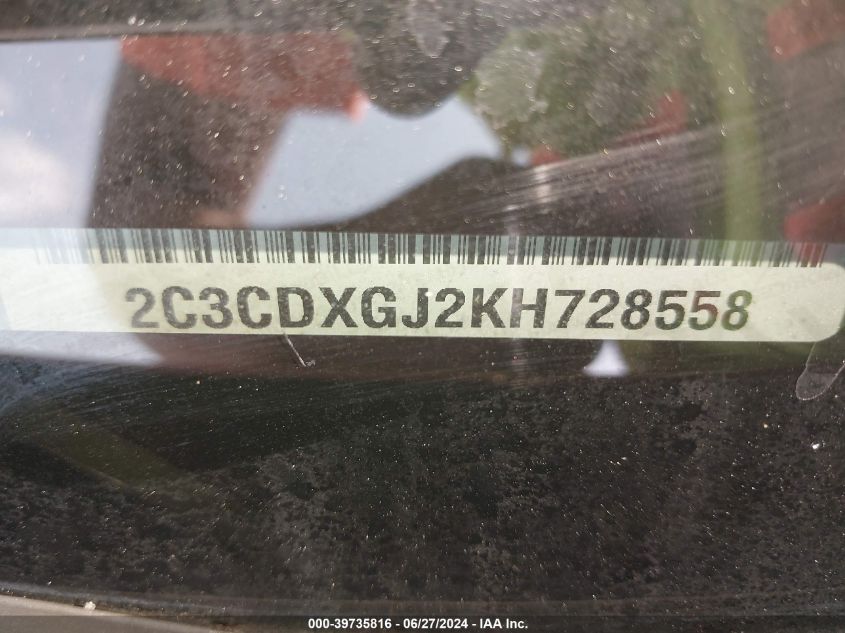 2C3CDXGJ2KH728558
000-39735816 / 06/27/2024 - IAA Inc.